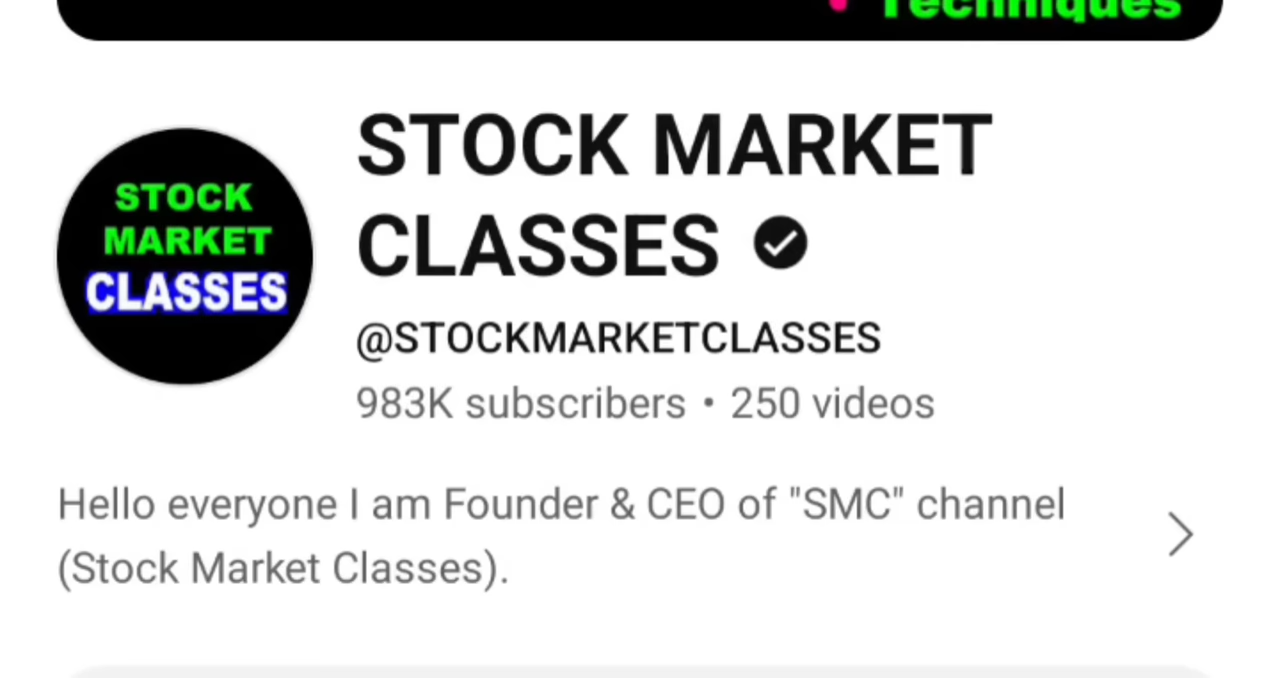 Techniques
STOCK MARKET
CLASSES
STOCK
MARKET
CLASSES
@STOCKMARKETCLASSES
983K subscribers • 250 videos
Hello everyone I am Founder & CEO of "SMC" channel
(Stock Market Classes).